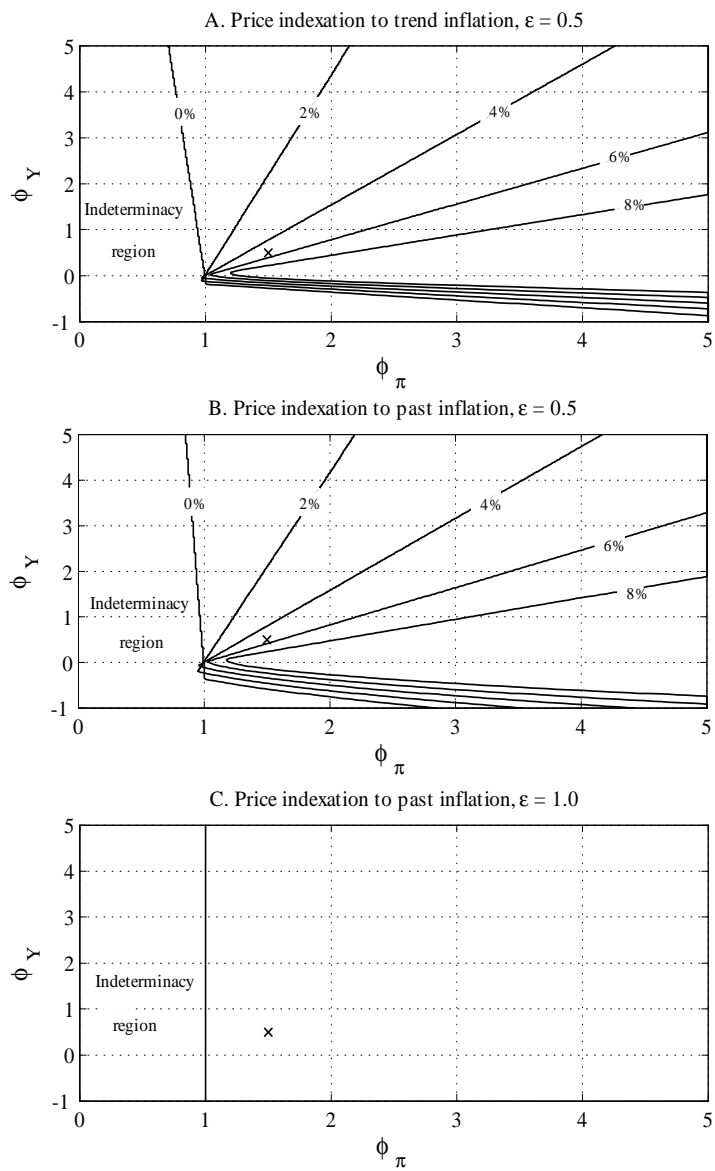 A. Price indexation to trend inflation, ε = 0.5
5
4
3
2
1
0
-1
ϕ Y
0%
2%
4%
6%
8%
Indeterminacy
region
0 1 2 3 4 5
ϕ π
B. Price indexation to past inflation, ε = 0.5
5
4
3
2
1
0
-1
ϕ Y
0%
2%
4%
6%
8%
Indeterminacy
region
0 1 2 3 4 5
ϕ π
C. Price indexation to past inflation, ε = 1.0
5
4
3
2
1
0
-1
ϕ Y
Indeterminacy
region
0 1 2 3 4 5
ϕ π